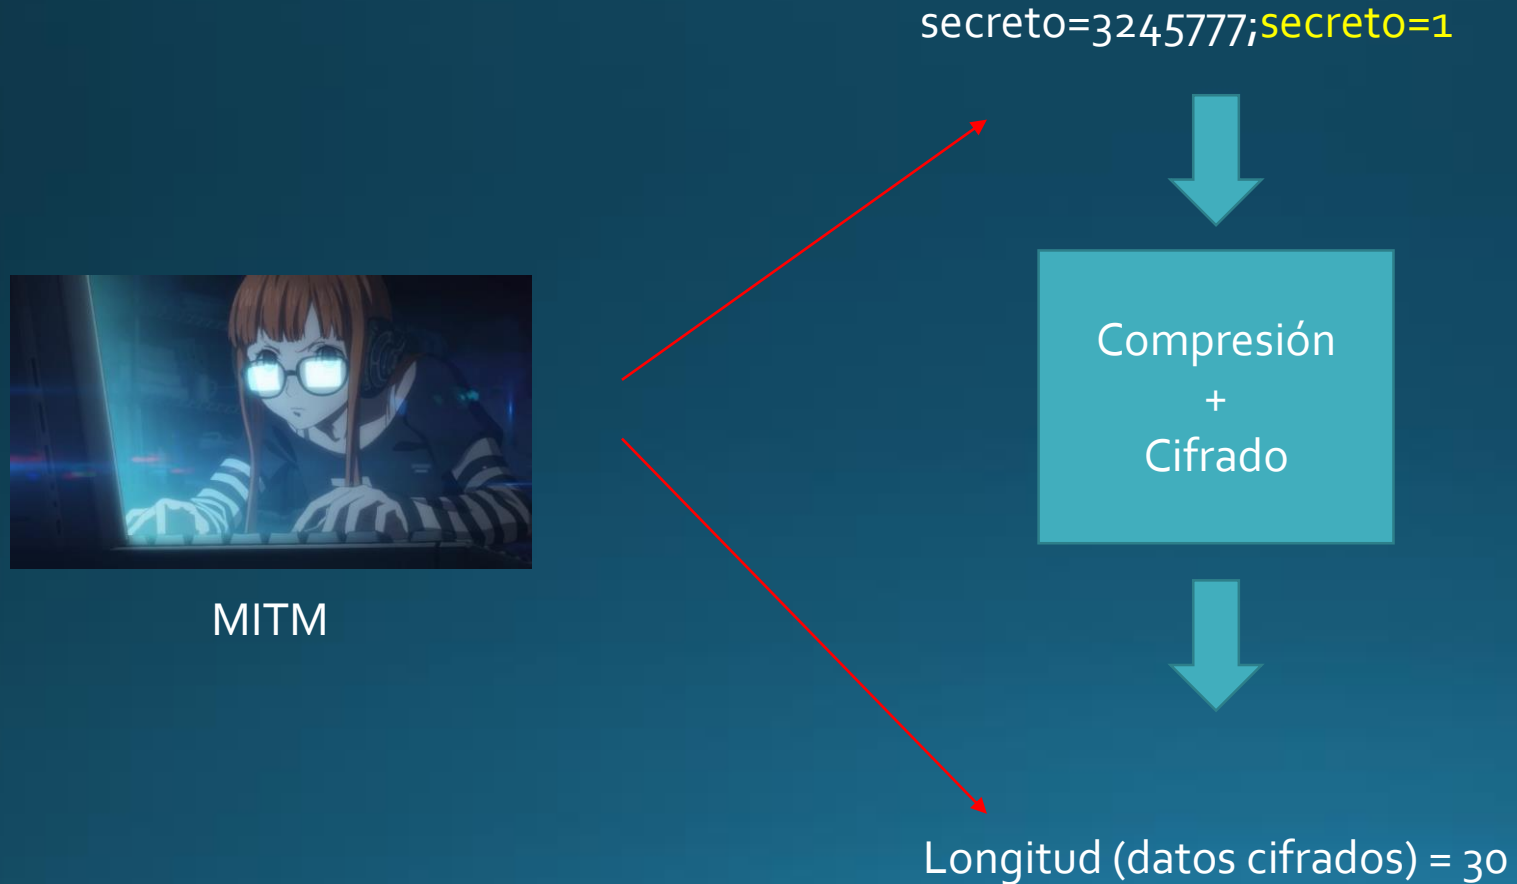 secreto=3245777;secreto=1
Compresión
+
Cifrado
MITM
Longitud (datos cifrados) = 30